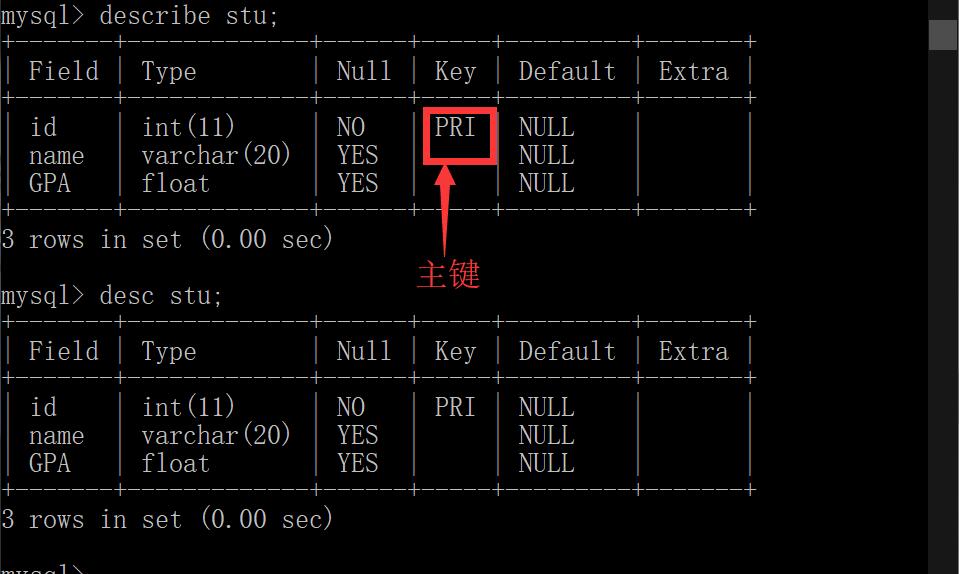 mysql> describe stu;
+-------+-------------+------+-----+---------+-------+
| Field | Type        | Null | Key | Default | Extra |
+-------+-------------+------+-----+---------+-------+
| id    | int(11)     | NO   | PRI | NULL    |       |
| name  | varchar(20) | YES  |     | NULL    |       |
| GPA   | float       | YES  |     | NULL    |       |
+-------+-------------+------+-----+---------+-------+
3 rows in set (0.00 sec)
主键
mysql> desc stu;
+-------+-------------+------+-----+---------+-------+
| Field | Type        | Null | Key | Default | Extra |
+-------+-------------+------+-----+---------+-------+
| id    | int(11)     | NO   | PRI | NULL    |       |
| name  | varchar(20) | YES  |     | NULL    |       |
| GPA   | float       | YES  |     | NULL    |       |
+-------+-------------+------+-----+---------+-------+
3 rows in set (0.00 sec)
mysql>